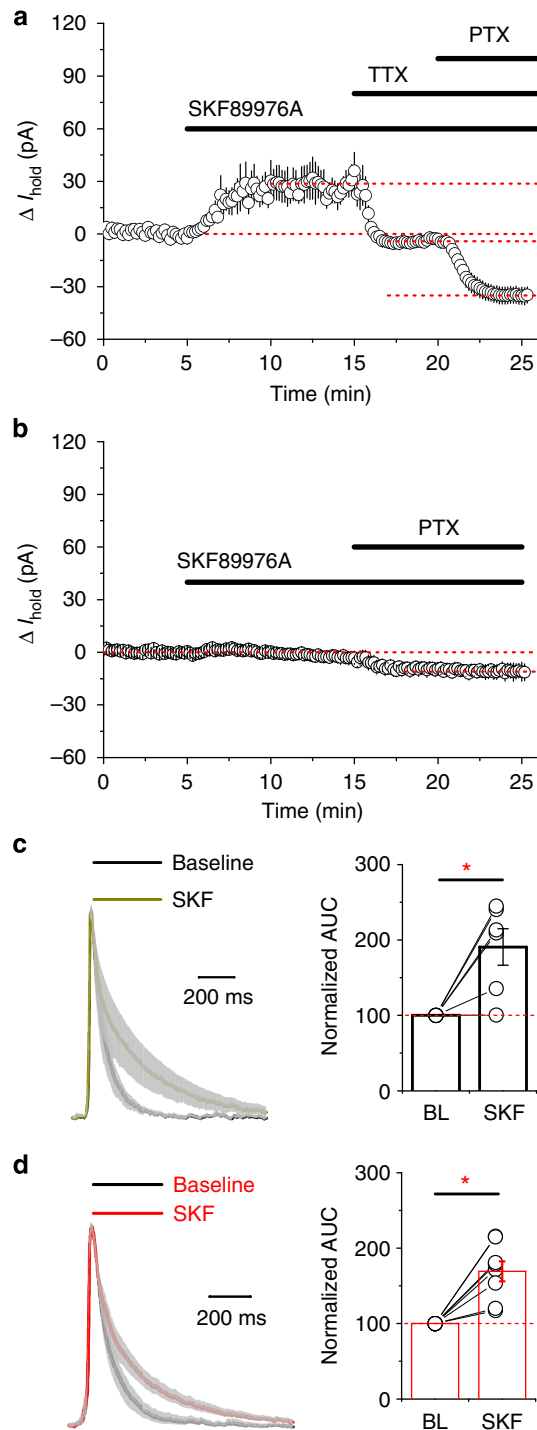 a
120
90
60
30
0
−30
−60
Δ Ihold (pA)
PTX
TTX
SKF89976A
0 5 10 15 20 25
Time (min)
b
120
90
60
30
0
−30
−60
Δ Ihold (pA)
PTX
SKF89976A
0 5 10 15 20 25
Time (min)
c
Baseline
SKF
200 ms
Normalized AUC
300
200
100
0
*
BL SKF
d
Baseline
SKF
200 ms
Normalized AUC
300
200
100
0
*
BL SKF